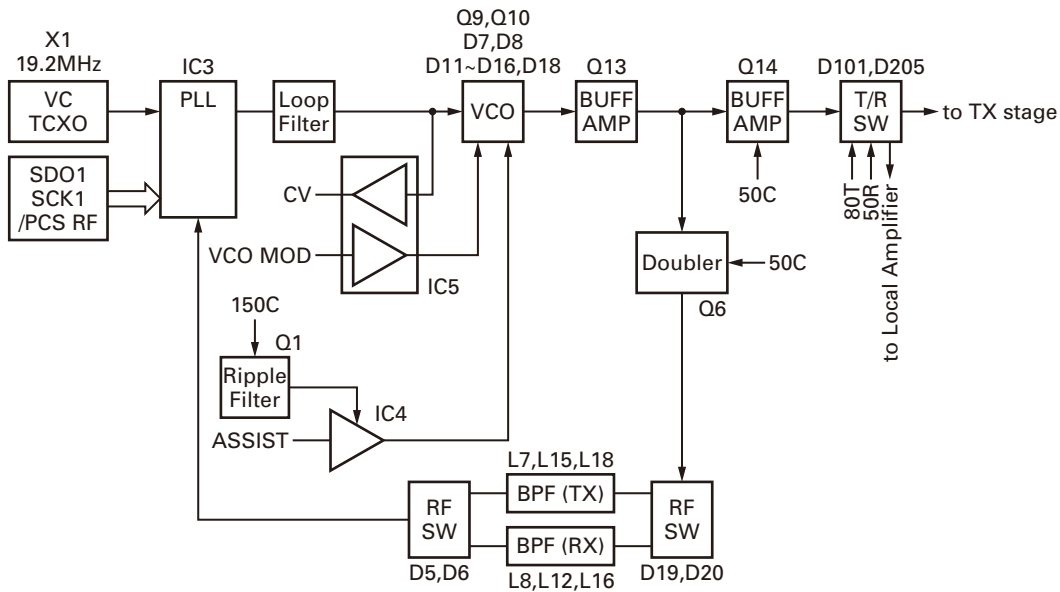 X1
19.2MHz
VC
TCXO
SDO1
SCK1
/PCS RF
IC3
PLL
Loop
Filter
Q9,Q10
D7,D8
D11~D16,D18
VCO
Q13
BUFF
AMP
Q14
BUFF
AMP
50C
D101,D205
T/R
SW
to TX stage
80T
50R
to Local Amplifier
CV
VCO MOD
IC5
Doubler
50C
Q6
150C
Q1
Ripple
Filter
IC4
ASSIST
L7,L15,L18
BPF (TX)
RF
SW
BPF (RX)
RF
SW
D5,D6
L8,L12,L16
D19,D20